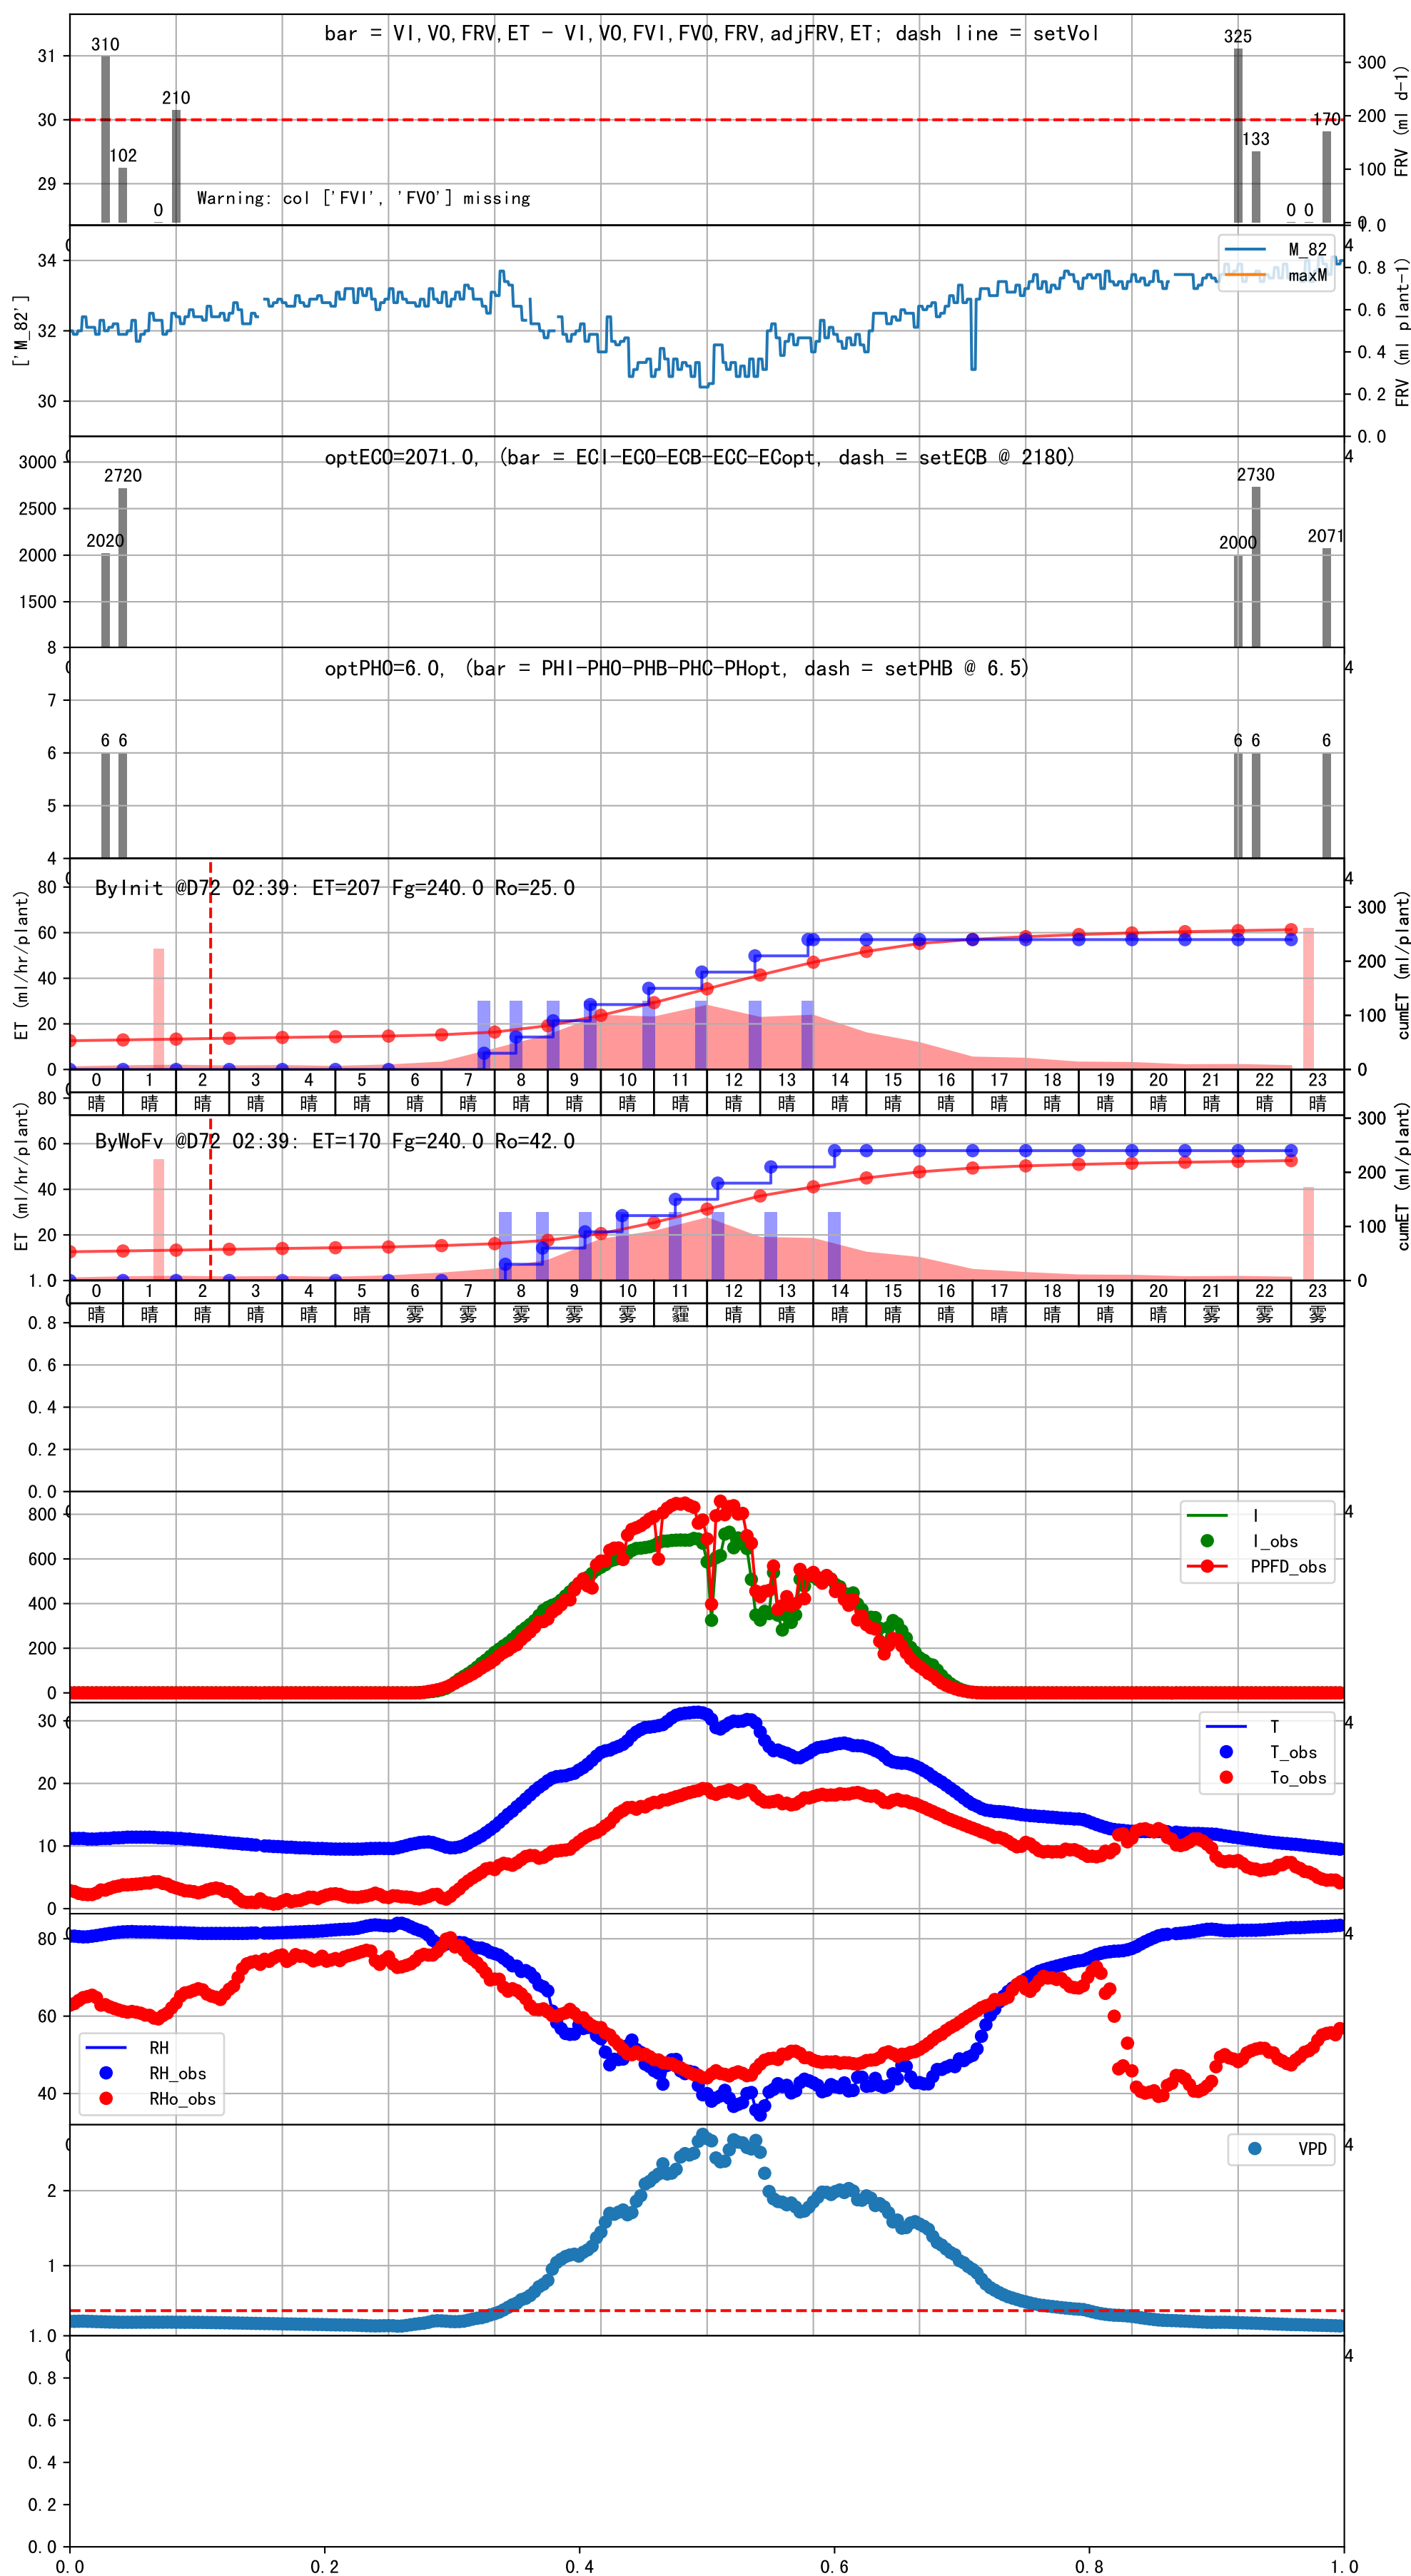 bar = VI,VO,FRV,ET - VI,VO,FVI,FVO,FRV,adjFRV,ET; dash line = setVol
310
102
0
210
325
133
0
0
170
Warning: col ['FVI', 'FVO'] missing
31
30
29
300
200
100
0
FRV (ml d-1)
1.0
0.8
0.6
0.4
0.2
0.0
FRV (ml plant-1)
M_82
maxM
34
32
30
['M_82']
optECO=2071.0, (bar = ECI-ECO-ECB-ECC-ECopt, dash = setECB @ 2180)
3000
2500
2000
1500
2020
2720
2000
2730
2071
optPHO=6.0, (bar = PHI-PHO-PHB-PHC-PHopt, dash = setPHB @ 6.5)
8
7
6
5
4
6
6
6
6
6
ByInit @D72 02:39: ET=207 Fg=240.0 Ro=25.0
80
60
40
20
ET (ml/hr/plant)
300
200
100
0
cumET (ml/plant)
0 1 2 3 4 5 6 7 8 9 10 11 12 13 14 15 16 17 18 19 20 21 22 23
晴 晴 晴 晴 晴 晴 晴 晴 晴 晴 晴 晴 晴 晴 晴 晴 晴 晴 晴 晴 晴 晴 晴 晴
ByWoFv @D72 02:39: ET=170 Fg=240.0 Ro=42.0
80
60
40
20
ET (ml/hr/plant)
300
200
100
0
cumET (ml/plant)
0 1 2 3 4 5 6 7 8 9 10 11 12 13 14 15 16 17 18 19 20 21 22 23
晴 晴 晴 晴 晴 晴 雾 雾 雾 雾 雾 霾 晴 晴 晴 晴 晴 晴 晴 晴 晴 雾 雾 雾
1.0
0.8
0.6
0.4
0.2
0.0
I
I_obs
PPFD_obs
800
600
400
200
0
T
T_obs
To_obs
30
20
10
0
RH
RH_obs
RHo_obs
80
60
40
VPD
2
1
1.0
0.8
0.6
0.4
0.2
0.0
0.0 0.2 0.4 0.6 0.8 1.0